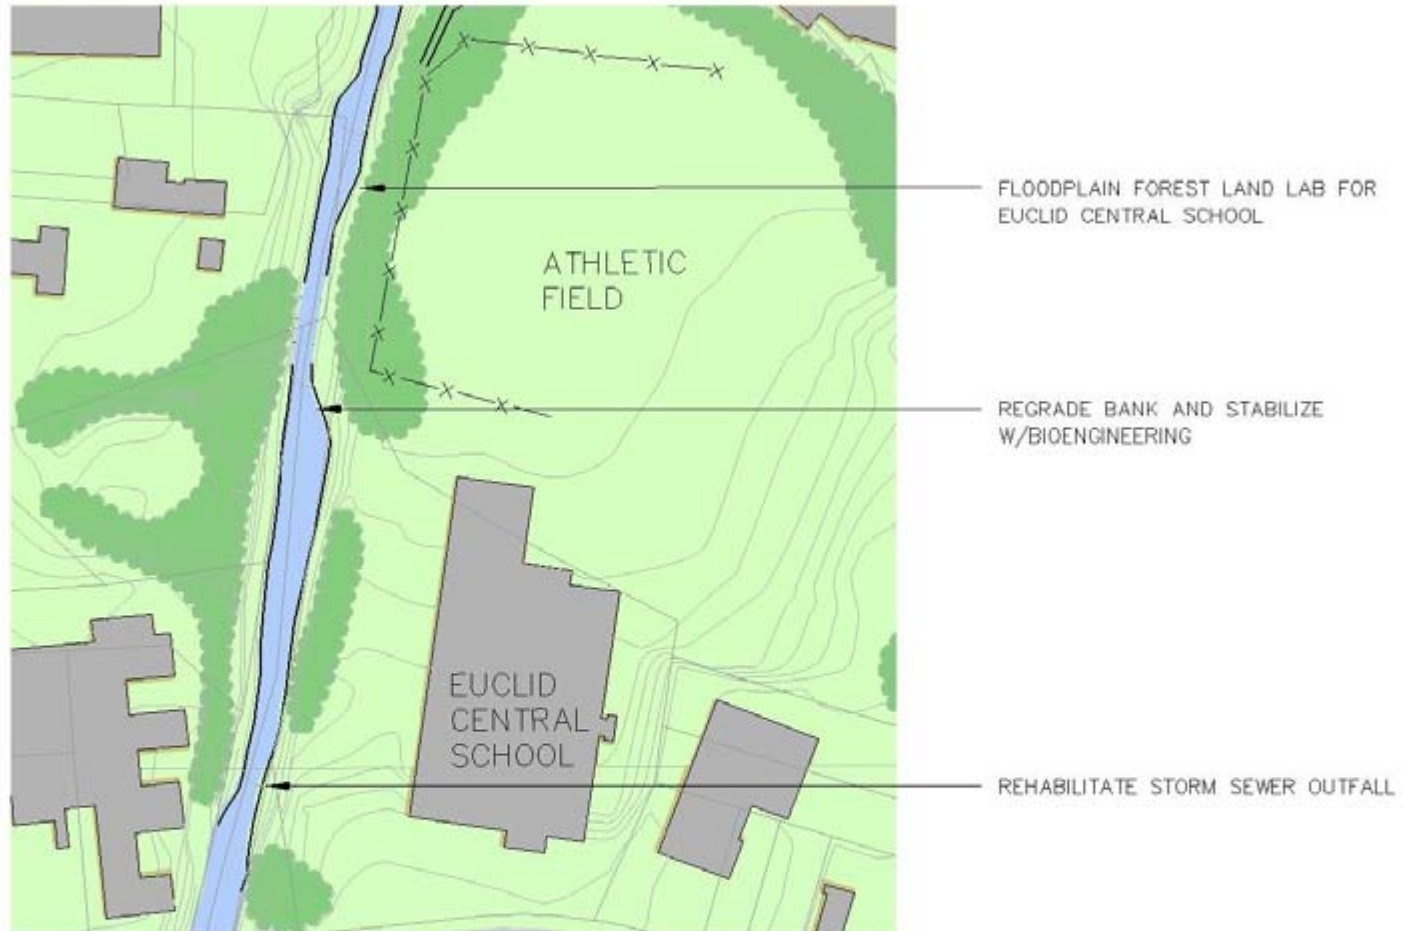 FLOODPLAIN FOREST LAND LAB FOR
EUCLID CENTRAL SCHOOL
ATHLETIC
FIELD
REGRADE BANK AND STABILIZE
W/BIOENGINEERING
EUCLID
CENTRAL
SCHOOL
REHABILITATE STORM SEWER OUTFALL